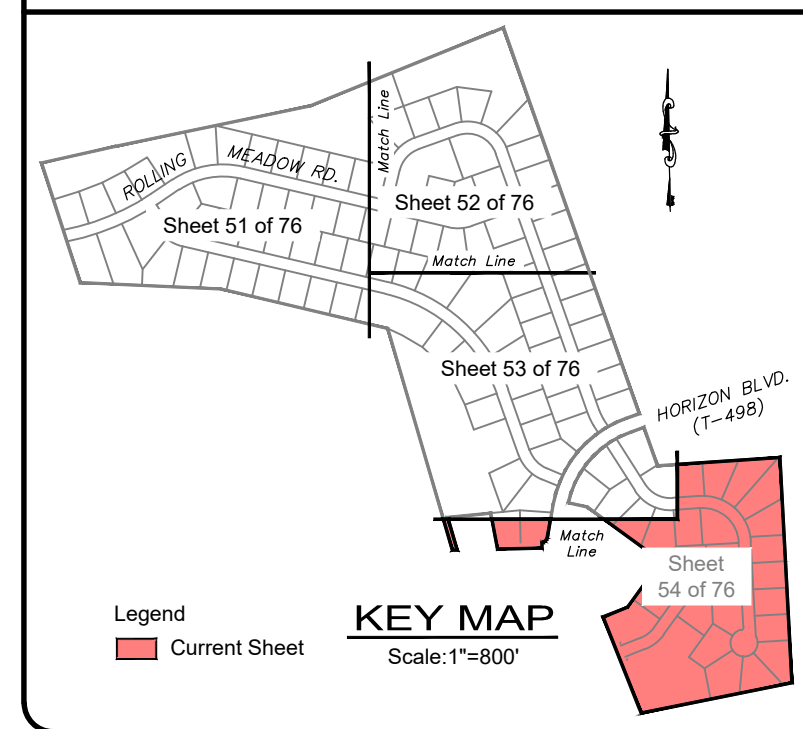 ROLLING
MEADOW RD.
Match Line
Sheet 51 of 76
Sheet 52 of 76
Match Line
Sheet 53 of 76
HORIZON BLVD.
(T-498)
Match
Line
Sheet
54 of 76
Legend
Current Sheet
KEY MAP
Scale:1"=800'